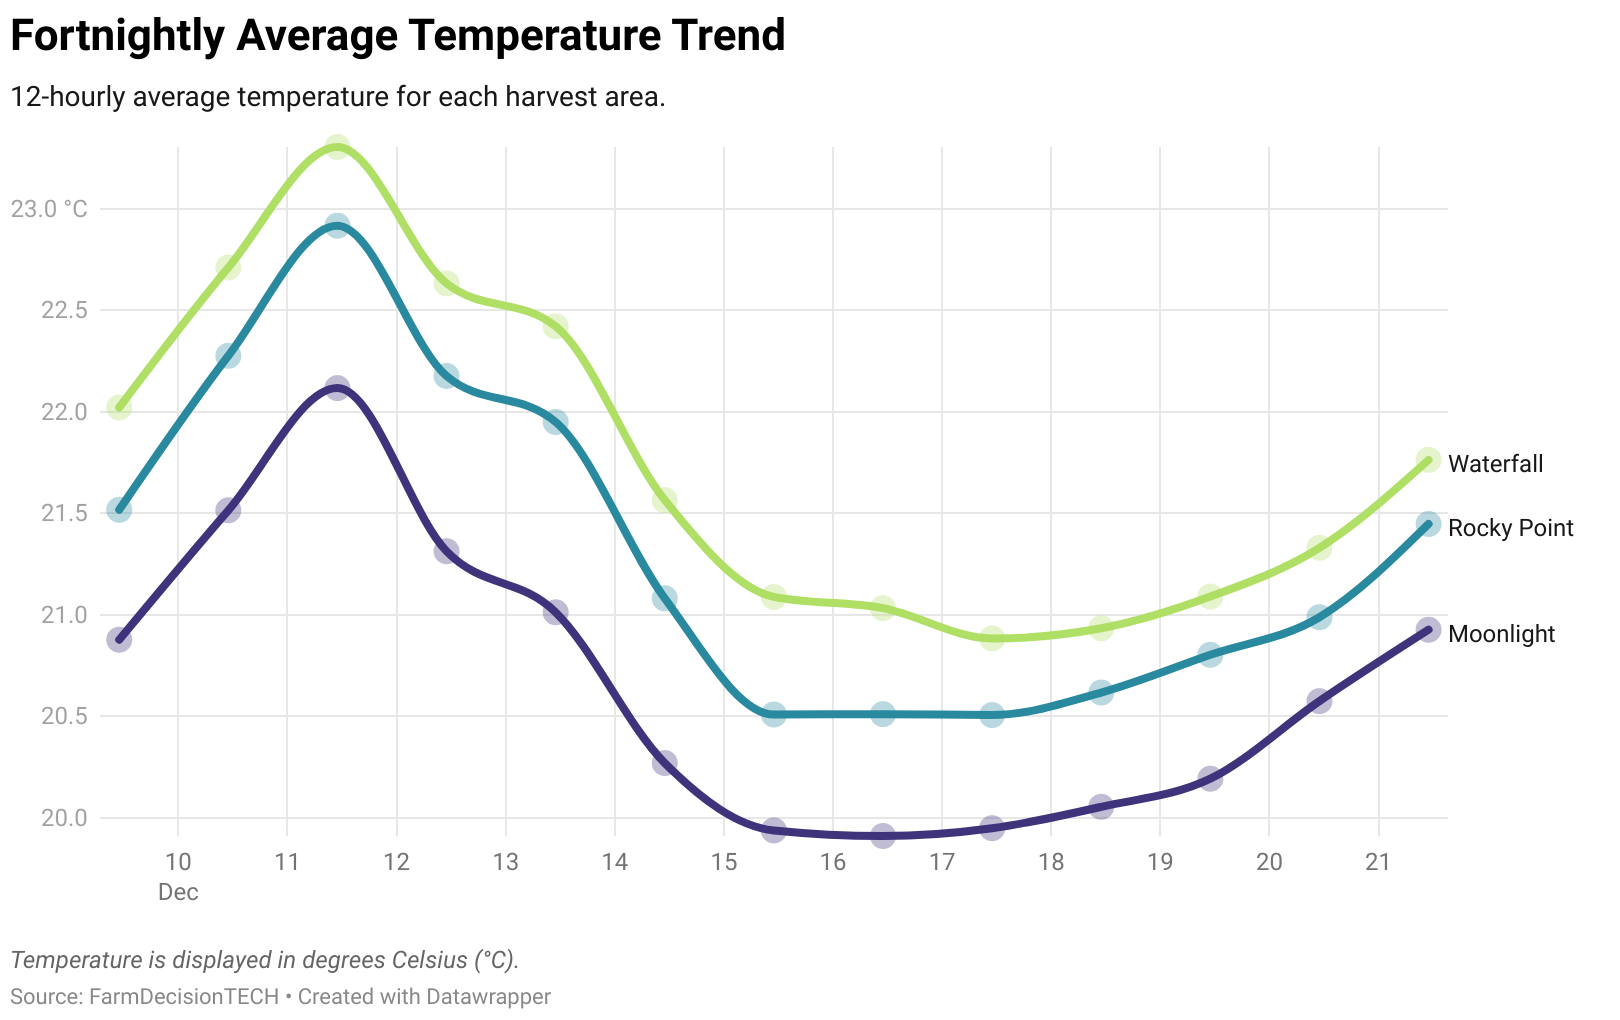 Fortnightly Average Temperature Trend
12-hourly average temperature for each harvest area.
23.0 °C
22.5
22.0
21.5
21.0
20.5
20.0
Waterfall
Rocky Point
Moonlight
10 11 12 13 14 15 16 17 18 19 20 21
Dec
Temperature is displayed in degrees Celsius (°C).
Source: FarmDecisionTECH • Created with Datawrapper